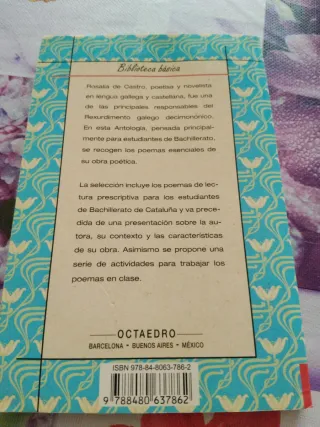 Biblioteca básica
Rosalía de Castro, poetisa y novelista
en lengua gallega y castellana, fue una
de las principales responsables del
Rexurdimento galego decimonónico.
En esta Antología, pensada principal-
mente para estudiantes de Bachillerato,
se recogen los poemas esenciales de
su obra poética.
La selección incluye los poemas de lec-
tura prescriptiva para los estudiantes
de Bachillerato de Cataluña y va prece-
dida de una presentación sobre la au-
tora, su contexto y las características
de su obra. Asimismo se propone una
serie de actividades para trabajar los
poemas en clase.
OCTAEDRO
BARCELONA • BUENOS AIRES • MÉXICO
ISBN 978-84-8063-786-2
9 788480 637862